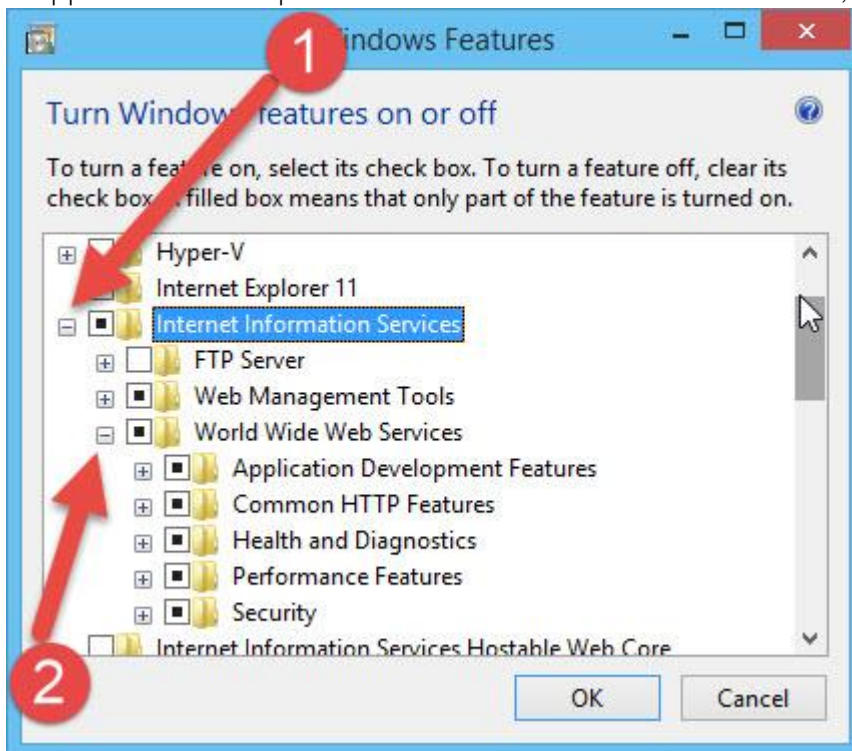 1
indows Features
Turn Window features on or off
To turn a feature on, select its check box. To turn a feature off, clear its
check box. filled box means that only part of the feature is turned on.
Hyper-V
Internet Explorer 11
Internet Information Services
FTP Server
Web Management Tools
World Wide Web Services
Application Development Features
Common HTTP Features
Health and Diagnostics
Performance Features
Security
Internet Information Services Hostable Web Core
2
OK Cancel